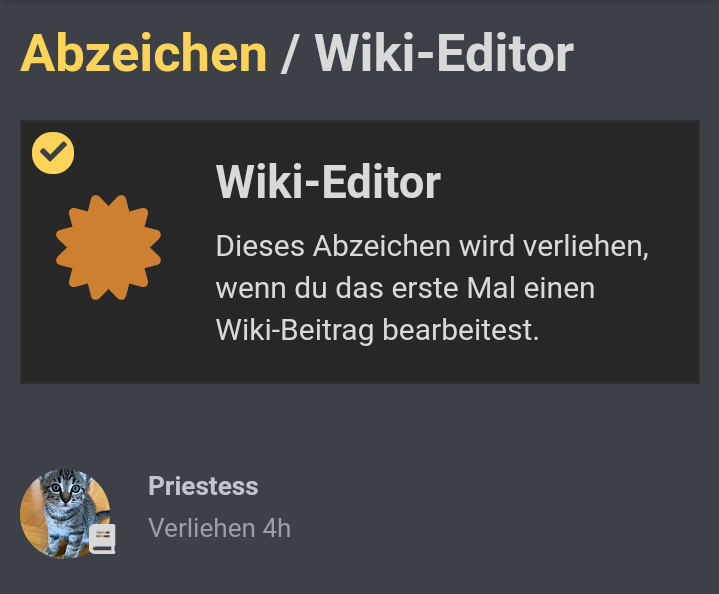 Abzeichen / Wiki-Editor
Wiki-Editor
Dieses Abzeichen wird verliehen,
wenn du das erste Mal einen
Wiki-Beitrag bearbeitest.
Priestess
Verliehen 4h